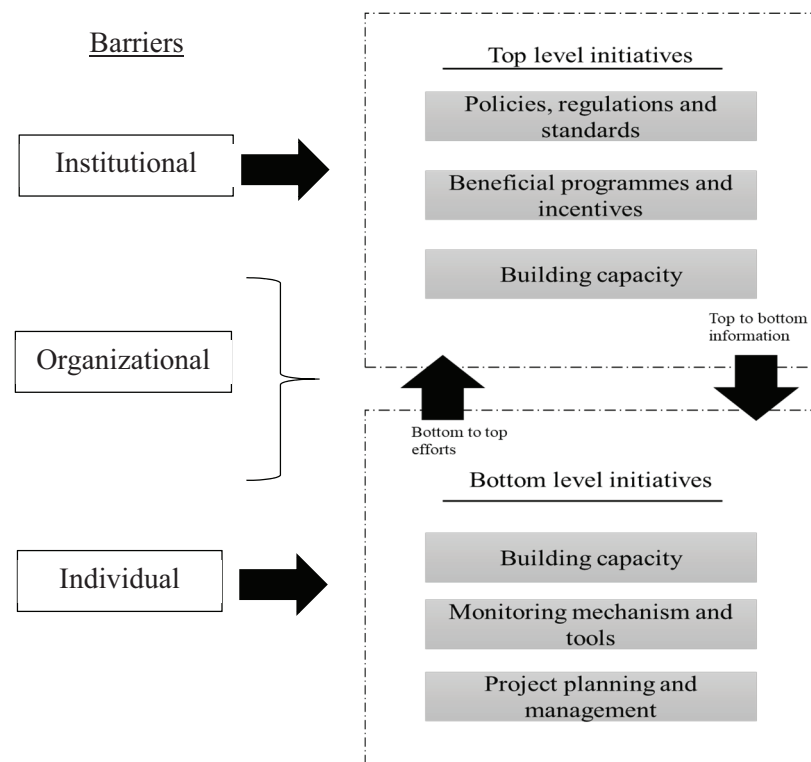 Barriers
Institutional
Organizational
Individual
Top level initiatives
Policies, regulations and
standards
Beneficial programmes and
incentives
Building capacity
Top to bottom
information
Bottom to top
efforts
Bottom level initiatives
Building capacity
Monitoring mechanism and
tools
Project planning and
management